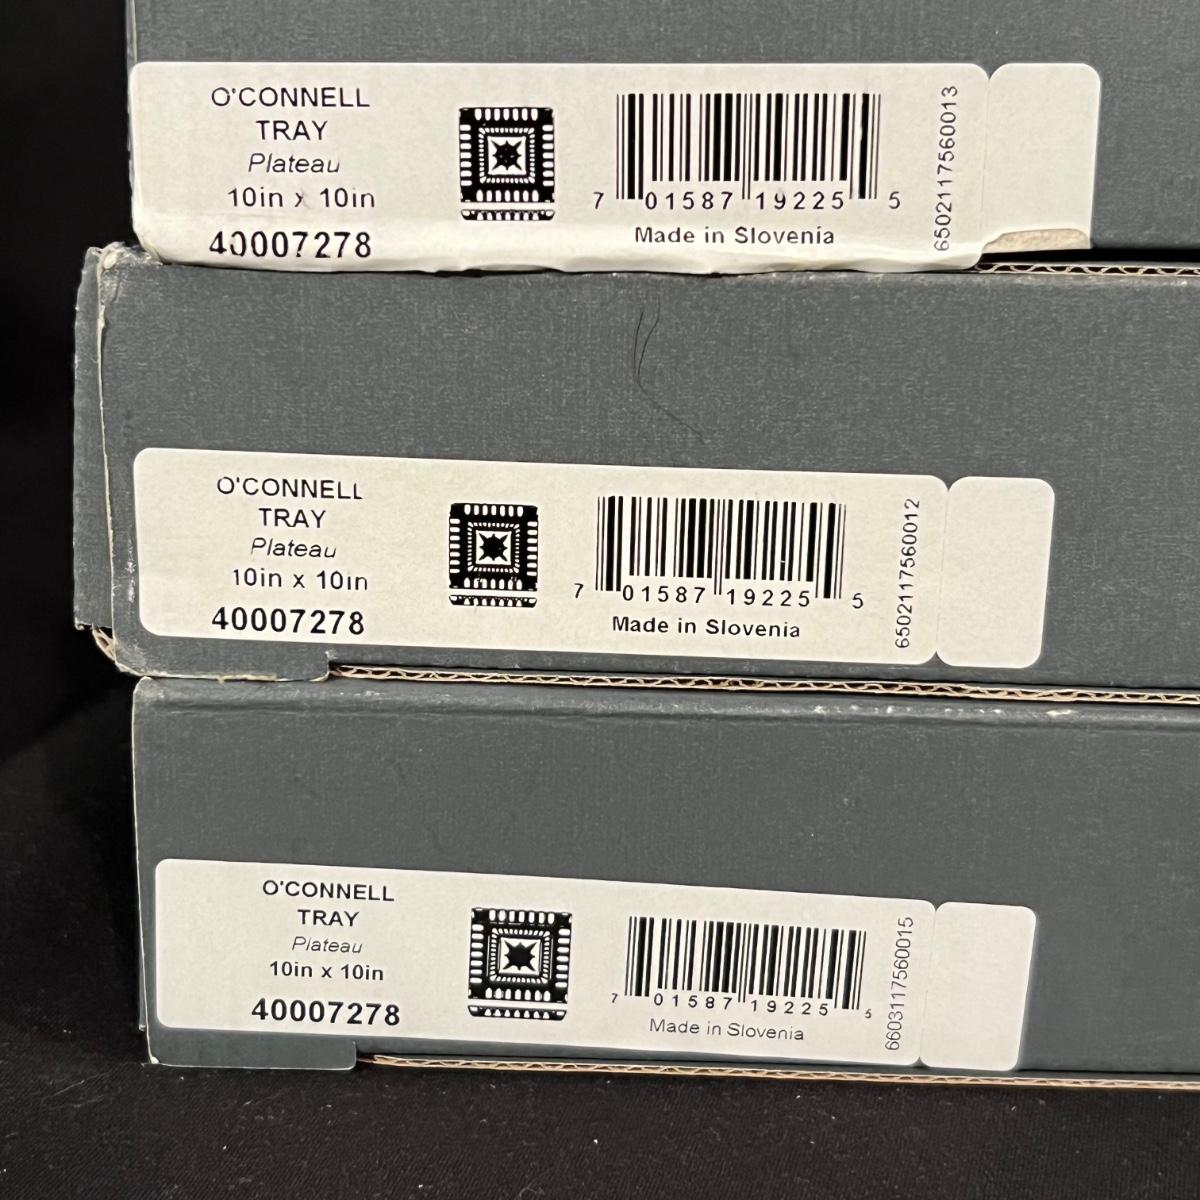 O'CONNELL
TRAY
Plateau
10in x 10in
40007278
7 01587 19225 5
Made in Slovenia
6502117560013
O'CONNELL
TRAY
Plateau
10in x 10in
40007278
7 01587 19225 5
Made in Slovenia
6502117560012
O'CONNELL
TRAY
Plateau
10in x 10in
40007278
7 01587 19225 5
Made in Slovenia
6603117560015